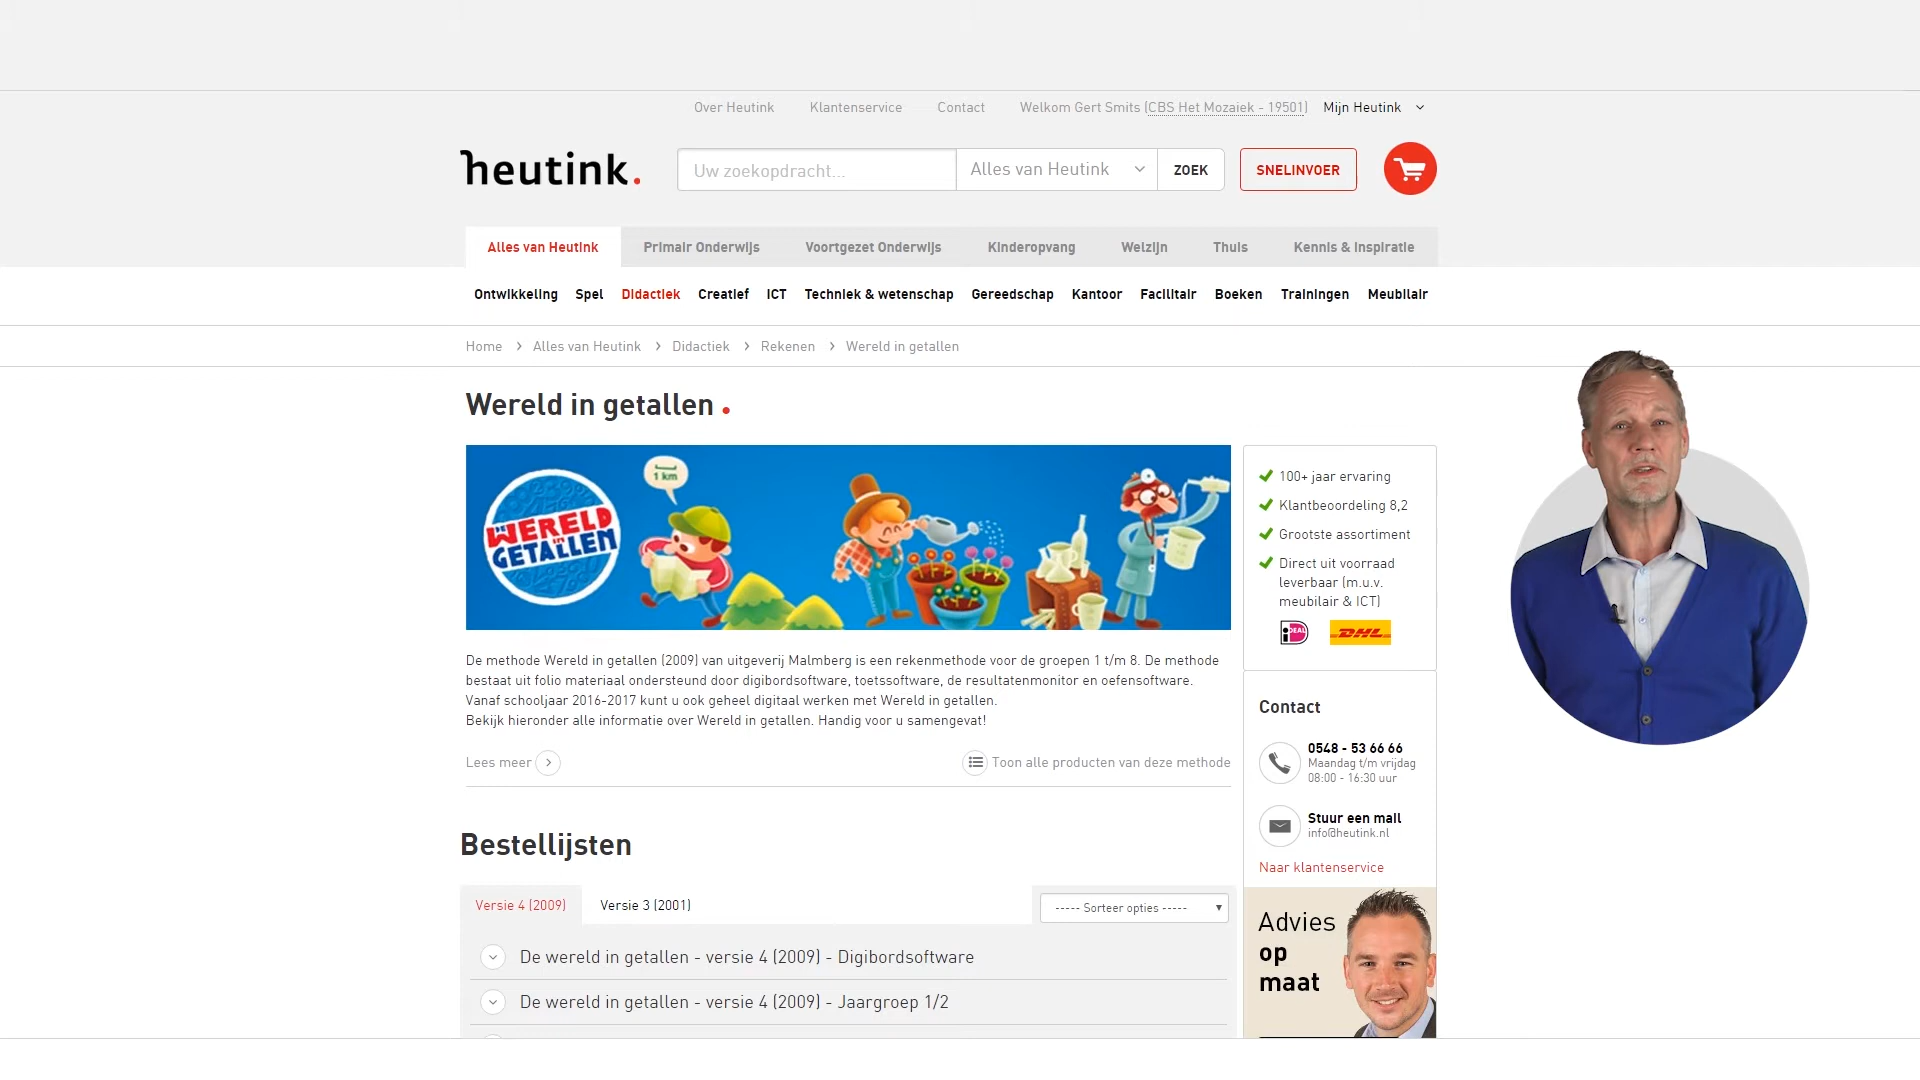 Over Heutink Klantenservice Contact Welkom Gert Smits (CBS Het Mozaiek - 19501) Mijn Heutink
heutink.
Uw zoekopdracht... Alles van Heutink ZOEK SNELINVOER
Alles van Heutink Primair Onderwijs Voortgezet Onderwijs Kinderopvang Welzijn Thuis Kennis & Inspiratie
Ontwikkeling Spel Didactiek Creatief ICT Techniek & wetenschap Gereedschap Kantoor Facilitair Boeken Trainingen Meubilair
Home > Alles van Heutink > Didactiek > Rekenen > Wereld in getallen
Wereld in getallen .
1 km
DE WERELD
IN
GETALLEN
De methode Wereld in getallen (2009) van uitgeverij Malmberg is een rekenmethode voor de groepen 1 t/m 8. De methode
bestaat uit folio materiaal ondersteund door digibordsoftware, toetssoftware, de resultatenmonitor en oefensoftware.
Vanaf schooljaar 2016-2017 kunt u ook geheel digitaal werken met Wereld in getallen.
Bekijk hieronder alle informatie over Wereld in getallen. Handig voor u samengevat!
Lees meer
Toon alle producten van deze methode
Bestellijsten
Versie 4 (2009) Versie 3 (2001) ----- Sorteer opties -----
De wereld in getallen - versie 4 (2009) - Digibordsoftware
De wereld in getallen - versie 4 (2009) - Jaargroep 1/2
100+ jaar ervaring
Klantbeoordeling 8,2
Grootste assortiment
Direct uit voorraad
leverbaar (m.u.v.
meubilair & ICT)
iDEAL DHL
Contact
0548 - 53 66 66
Maandag t/m vrijdag
08:00 - 16:30 uur
Stuur een mail
info@heutink.nl
Naar klantenservice
Advies
op
maat